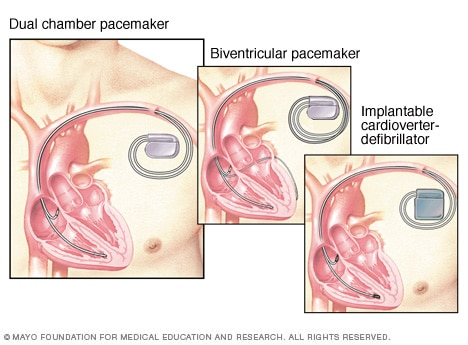 Dual chamber pacemaker
Biventricular pacemaker
Implantable
cardioverter-
defibrillator
© MAYO FOUNDATION FOR MEDICAL EDUCATION AND RESEARCH. ALL RIGHTS RESERVED.